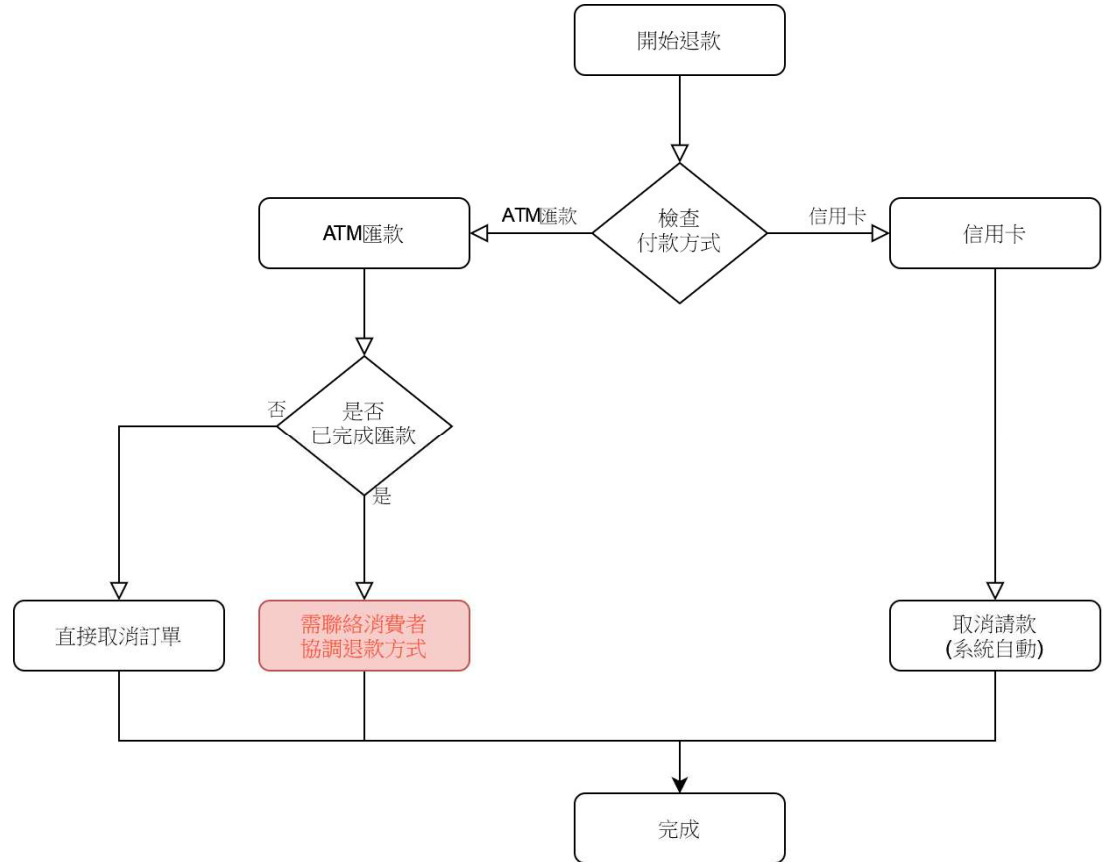 開始退款
檢查
付款方式
ATM匯款
信用卡
ATM匯款
信用卡
是否
已完成匯款
否
是
直接取消訂單
需聯絡消費者
協調退款方式
取消請款
(系統自動)
完成